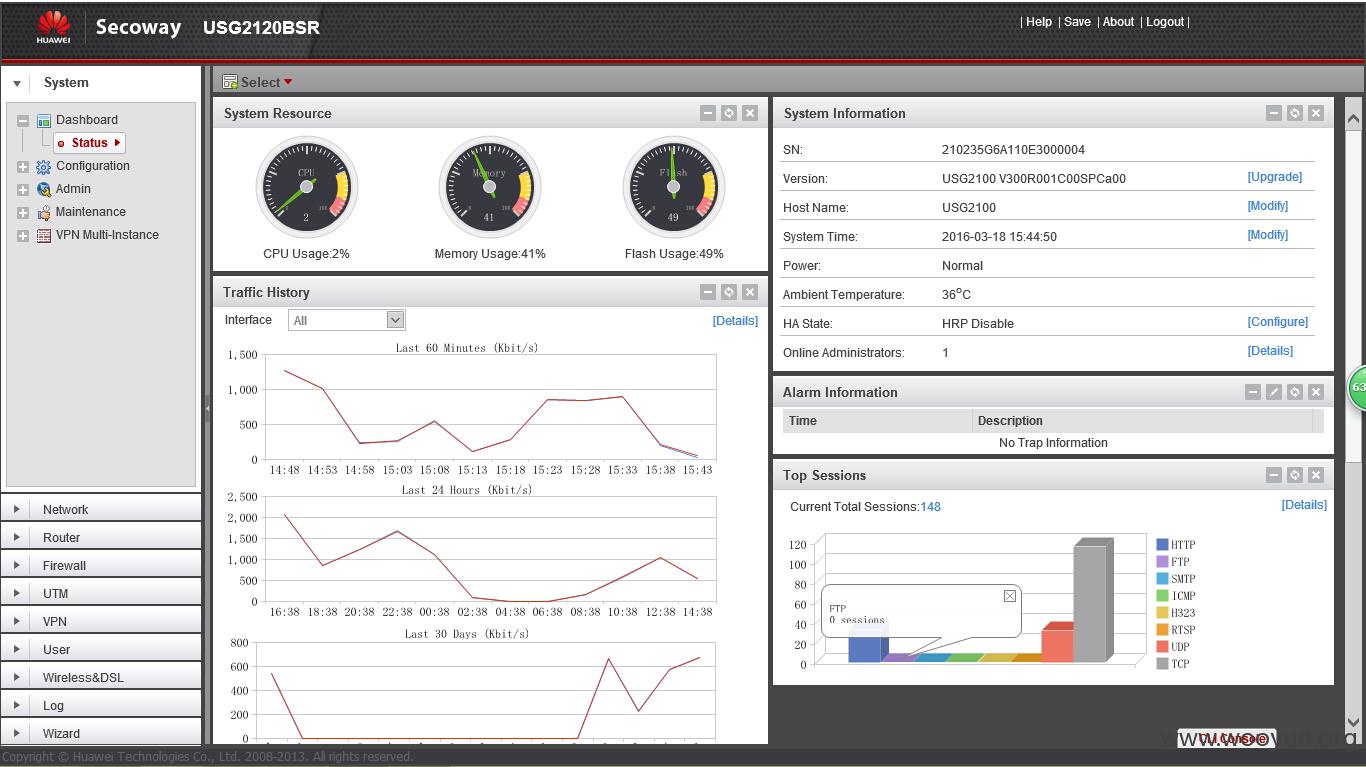 HUAWEI
Secoway USG2120BSR
| Help | Save | About | Logout |
System
Select
Dashboard
Status
Configuration
Admin
Maintenance
VPN Multi-Instance
Network
Router
Firewall
UTM
VPN
User
Wireless&DSL
Log
Wizard
System Resource
CPU
100
2
Memory
100
41
Flash
100
49
CPU Usage:2%
Memory Usage:41%
Flash Usage:49%
Traffic History
Interface All [Details]
Last 60 Minutes (Kbit/s)
1,500
1,000
500
0
14:48 14:53 14:58 15:03 15:08 15:13 15:18 15:23 15:28 15:33 15:38 15:43
Last 24 Hours (Kbit/s)
2,500
2,000
1,500
1,000
500
0
16:38 18:38 20:38 22:38 00:38 02:38 04:38 06:38 08:38 10:38 12:38 14:38
Last 30 Days (Kbit/s)
800
600
400
200
0
System Information
SN: 210235G6A110E3000004
Version: USG2100 V300R001C00SPCa00 [Upgrade]
Host Name: USG2100 [Modify]
System Time: 2016-03-18 15:44:50 [Modify]
Power: Normal
Ambient Temperature: 36°C
HA State: HRP Disable [Configure]
Online Administrators: 1 [Details]
63
Alarm Information
Time Description
No Trap Information
Top Sessions
Current Total Sessions:148 [Details]
120
100
80
60
40
20
0
FTP
0 sessions
HTTP
FTP
SMTP
ICMP
H323
RTSP
UDP
TCP
CLI Console
www.wooyun.org
Copyright © Huawei Technologies Co., Ltd. 2008-2013. All rights reserved.